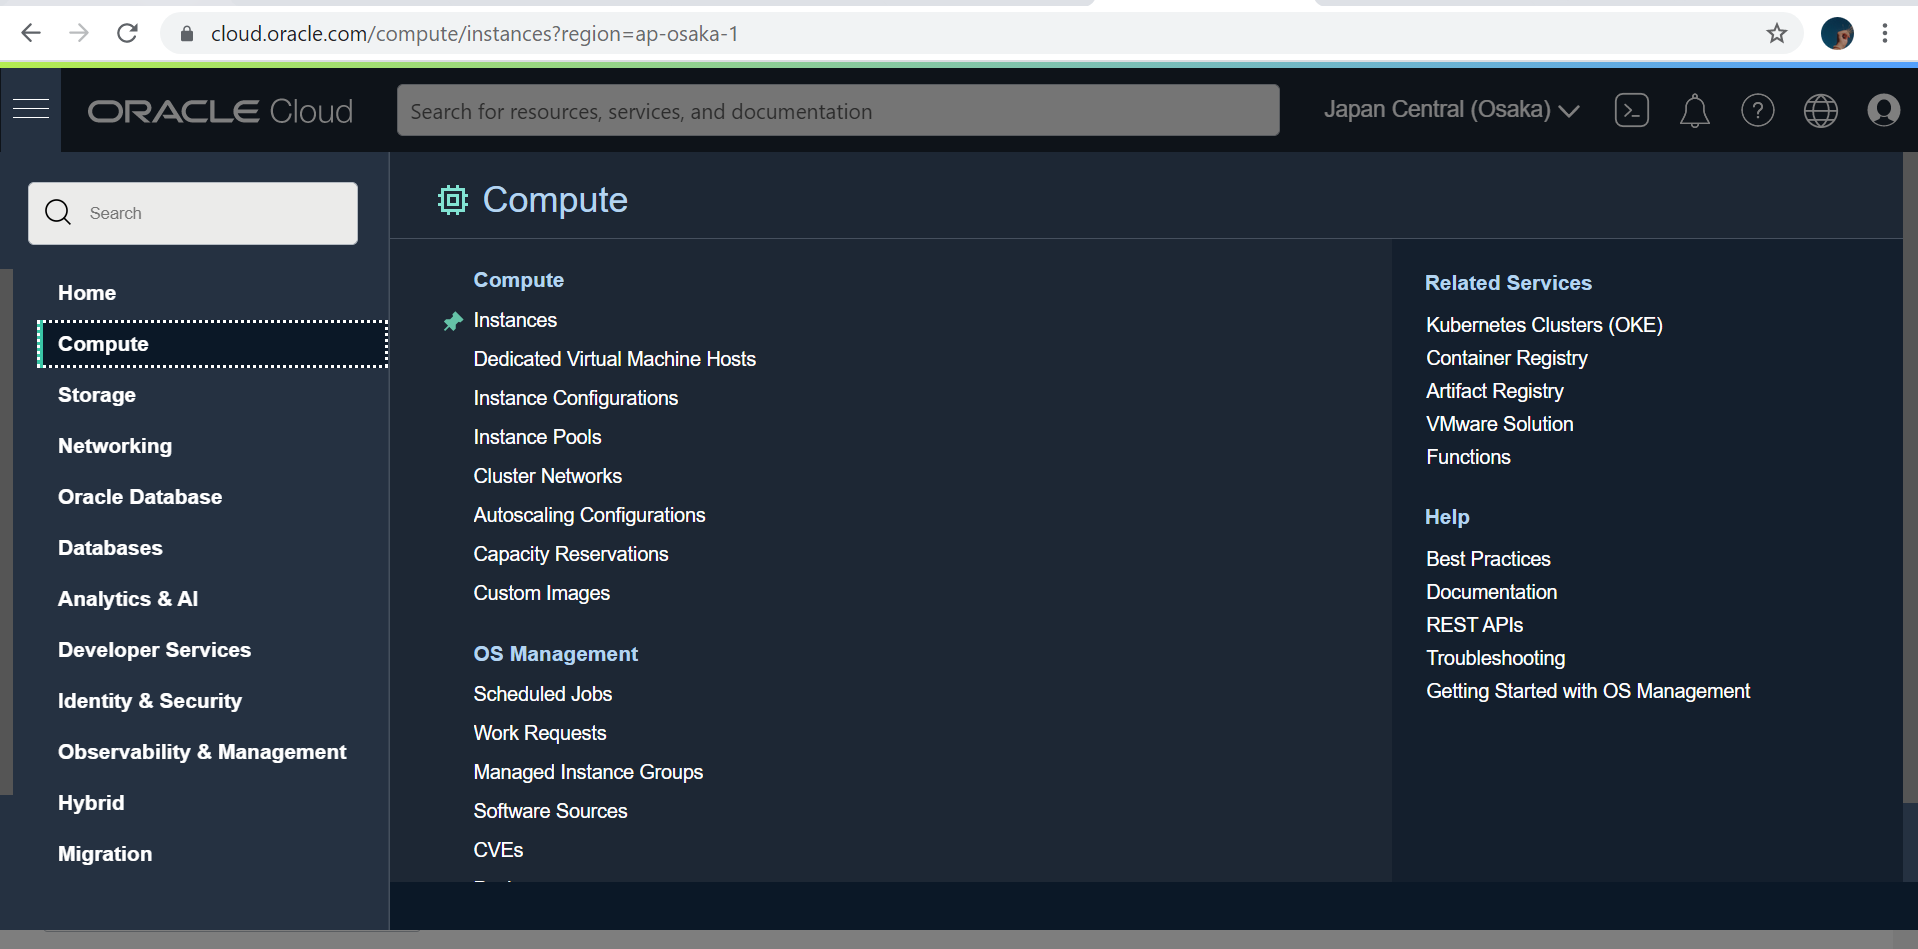 cloud.oracle.com/compute/instances?region=ap-osaka-1
ORACLE Cloud
Search for resources, services, and documentation
Japan Central (Osaka)
Search
Home
Compute
Storage
Networking
Oracle Database
Databases
Analytics & AI
Developer Services
Identity & Security
Observability & Management
Hybrid
Migration
Compute
Compute
Instances
Dedicated Virtual Machine Hosts
Instance Configurations
Instance Pools
Cluster Networks
Autoscaling Configurations
Capacity Reservations
Custom Images
OS Management
Scheduled Jobs
Work Requests
Managed Instance Groups
Software Sources
CVEs
Related Services
Kubernetes Clusters (OKE)
Container Registry
Artifact Registry
VMware Solution
Functions
Help
Best Practices
Documentation
REST APIs
Troubleshooting
Getting Started with OS Management